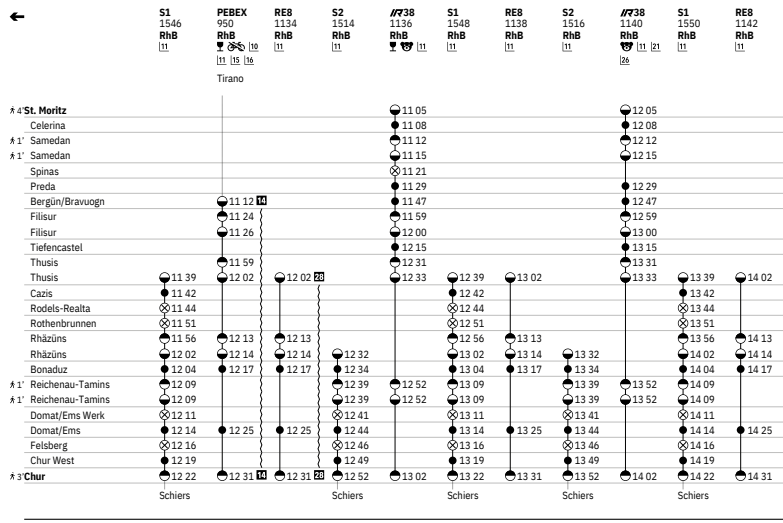 S1 PEBEX RE8 S2 IR38 S1 RE8 S2 IR38 S1 RE8
1546 950 1134 1514 1136 1548 1138 1516 1140 1550 1142
RhB RhB RhB RhB RhB RhB RhB RhB RhB RhB RhB
11 10 11 11 11 11 11 11 11 21 11 11
11 15 16 26
Tirano
4' St. Moritz 11 05 12 05
Celerina 11 08 12 08
1' Samedan 11 12 12 12
1' Samedan 11 15 12 15
Spinas 11 21
Preda 11 29 12 29
Bergün/Bravuogn 11 12 14 11 47 12 47
Filisur 11 24 11 59 12 59
Filisur 11 26 12 00 13 00
Tiefencastel 12 15 13 15
Thusis 11 59 12 31 13 31
Thusis 11 39 12 02 12 02 28 12 33 12 39 13 02 13 33 13 39 14 02
Cazis 11 42 12 42 13 42
Rodels-Realta 11 44 12 44 13 44
Rothenbrunnen 11 51 12 51 13 51
Rhäzüns 11 56 12 13 12 13 12 56 13 13 13 56 14 13
Rhäzüns 12 02 12 14 12 14 12 32 13 02 13 14 13 32 14 02 14 14
Bonaduz 12 04 12 17 12 17 12 34 13 04 13 17 13 34 14 04 14 17
1' Reichenau-Tamins 12 09 12 39 12 52 13 09 13 39 13 52 14 09
1' Reichenau-Tamins 12 09 12 39 12 52 13 09 13 39 13 52 14 09
Domat/Ems Werk 12 11 12 41 13 11 13 41 14 11
Domat/Ems 12 14 12 25 12 25 12 44 13 14 13 25 13 44 14 14 14 25
Felsberg 12 16 12 46 13 16 13 46 14 16
Chur West 12 19 12 49 13 19 13 49 14 19
3' Chur 12 22 12 31 14 12 31 28 12 52 13 02 13 22 13 31 13 52 14 02 14 22 14 31
Schiers Schiers Schiers Schiers Schiers